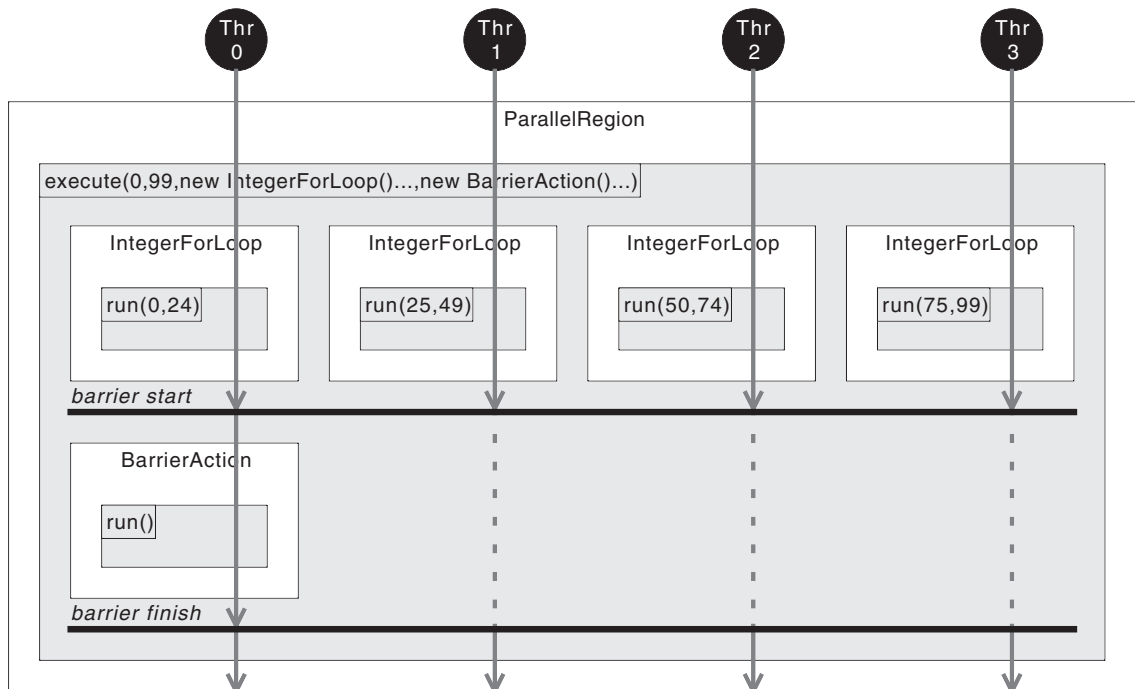 Thr
0
Thr
1
Thr
2
Thr
3
ParallelRegion
execute(0,99,new IntegerForLoop()...,new BarrierAction()...)
IntegerForLoop
IntegerForLoop
IntegerForLoop
IntegerForLoop
run(0,24)
run(25,49)
run(50,74)
run(75,99)
barrier start
BarrierAction
run()
barrier finish